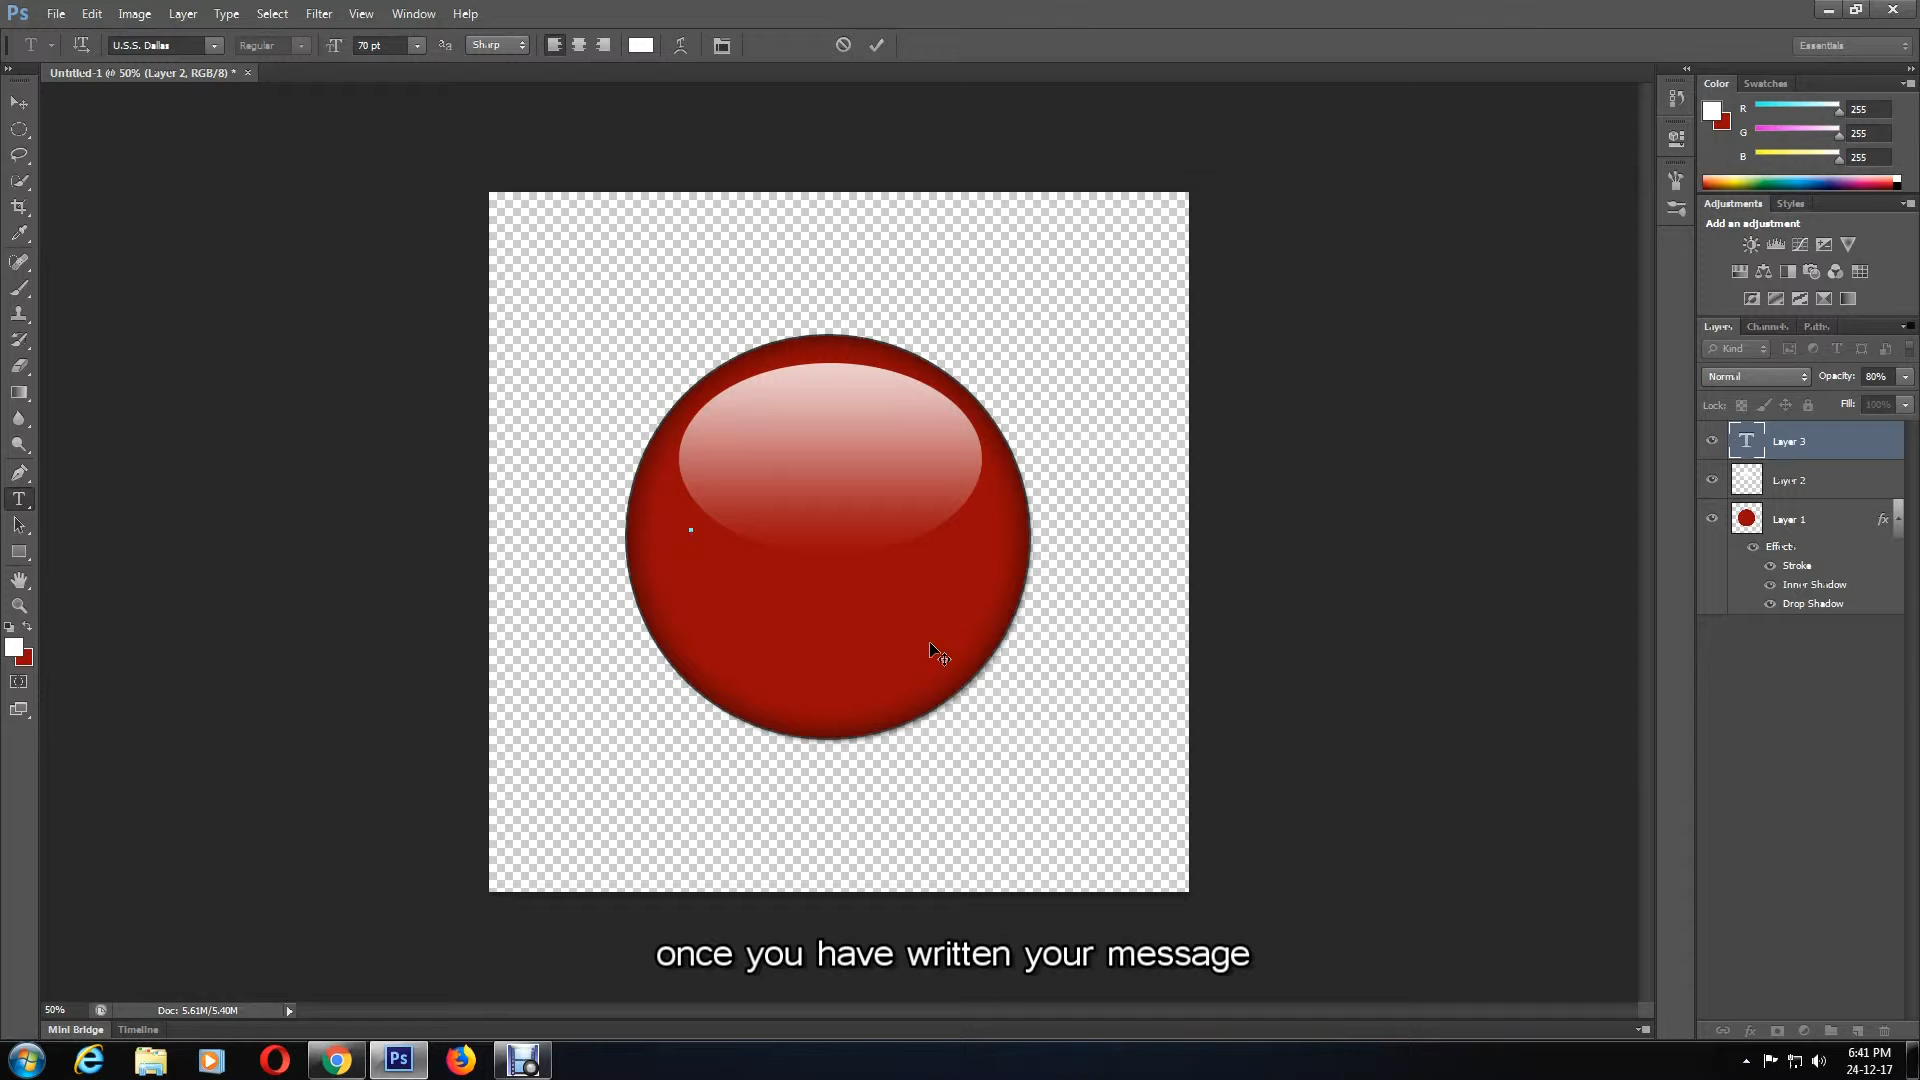 Ps File Edit Image Layer Type Select Filter View Window Help
U.S.S. Dallas Regular 70 pt Sharp Essentials
Untitled-1 @ 50% (Layer 2, RGB/8) *
Color Swatches
R 255
G 255
B 255
Adjustments Styles
Add an adjustment
Layers Channels Paths
Kind
Normal Opacity: 80%
Lock: Fill: 100%
T Layer 3
Layer 2
Layer 1 fx
Effects
Stroke
Inner Shadow
Drop Shadow
once you have written your message
50% Doc: 5.61M/5.40M
Mini Bridge Timeline
Ps
6:41 PM
24-12-17